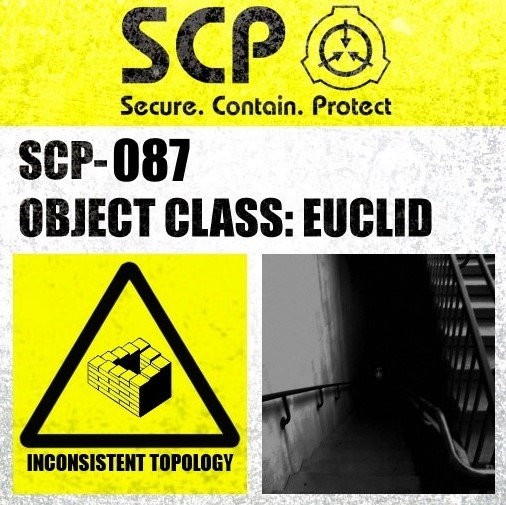 SCP
Secure. Contain. Protect
SCP-087
OBJECT CLASS: EUCLID
INCONSISTENT TOPOLOGY